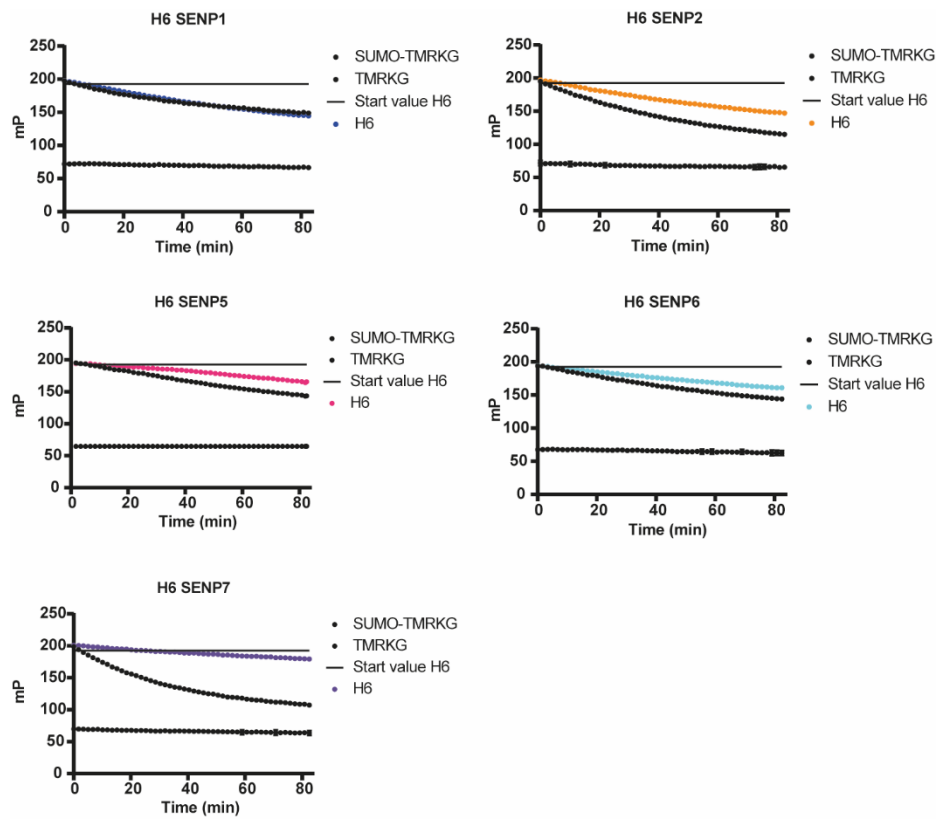 H6 SENP1
250
200
150
100
50
0
mP
0 20 40 60 80
Time (min)
SUMO-TMRKG
TMRKG
Start value H6
H6
H6 SENP2
250
200
150
100
50
0
mP
0 20 40 60 80
Time (min)
SUMO-TMRKG
TMRKG
Start value H6
H6
H6 SENP5
250
200
150
100
50
0
mP
0 20 40 60 80
Time (min)
SUMO-TMRKG
TMRKG
Start value H6
H6
H6 SENP6
250
200
150
100
50
0
mP
0 20 40 60 80
Time (min)
SUMO-TMRKG
TMRKG
Start value H6
H6
H6 SENP7
250
200
150
100
50
0
mP
0 20 40 60 80
Time (min)
SUMO-TMRKG
TMRKG
Start value H6
H6